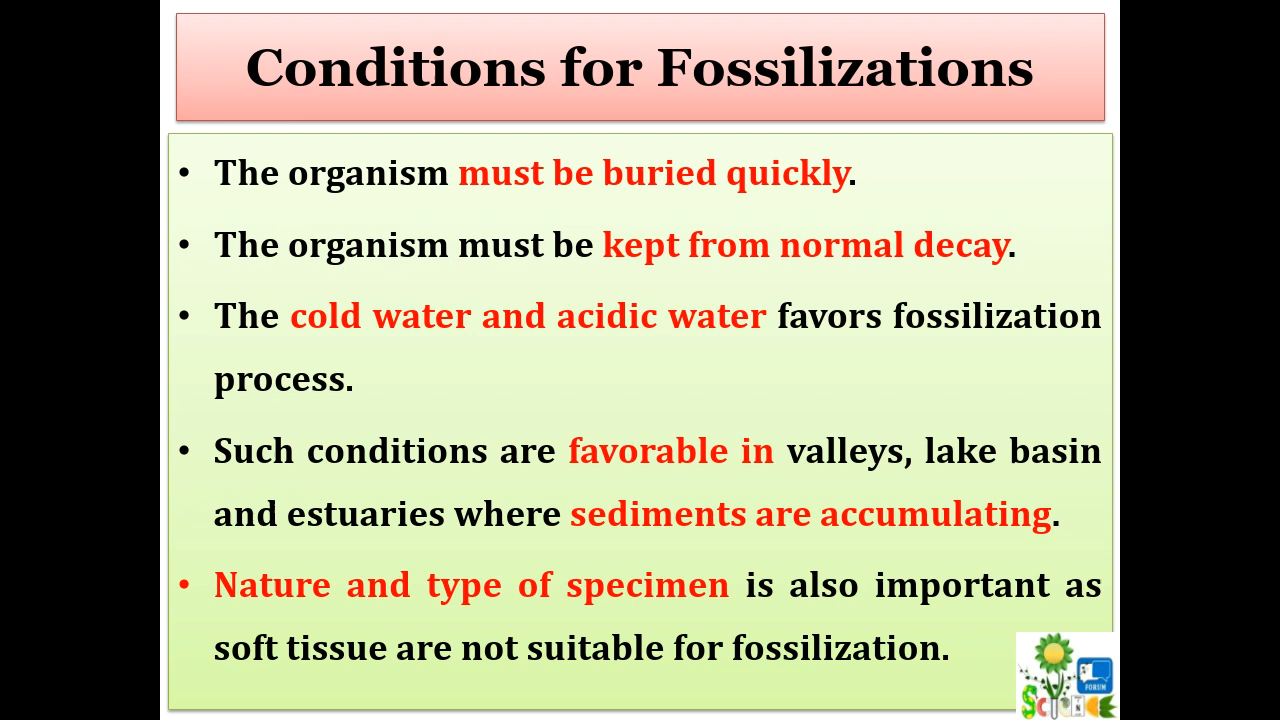 Conditions for Fossilizations
• The organism must be buried quickly.
• The organism must be kept from normal decay.
• The cold water and acidic water favors fossilization
process.
• Such conditions are favorable in valleys, lake basin
and estuaries where sediments are accumulating.
• Nature and type of specimen is also important as
soft tissue are not suitable for fossilization.
FORUM
SCIENCE